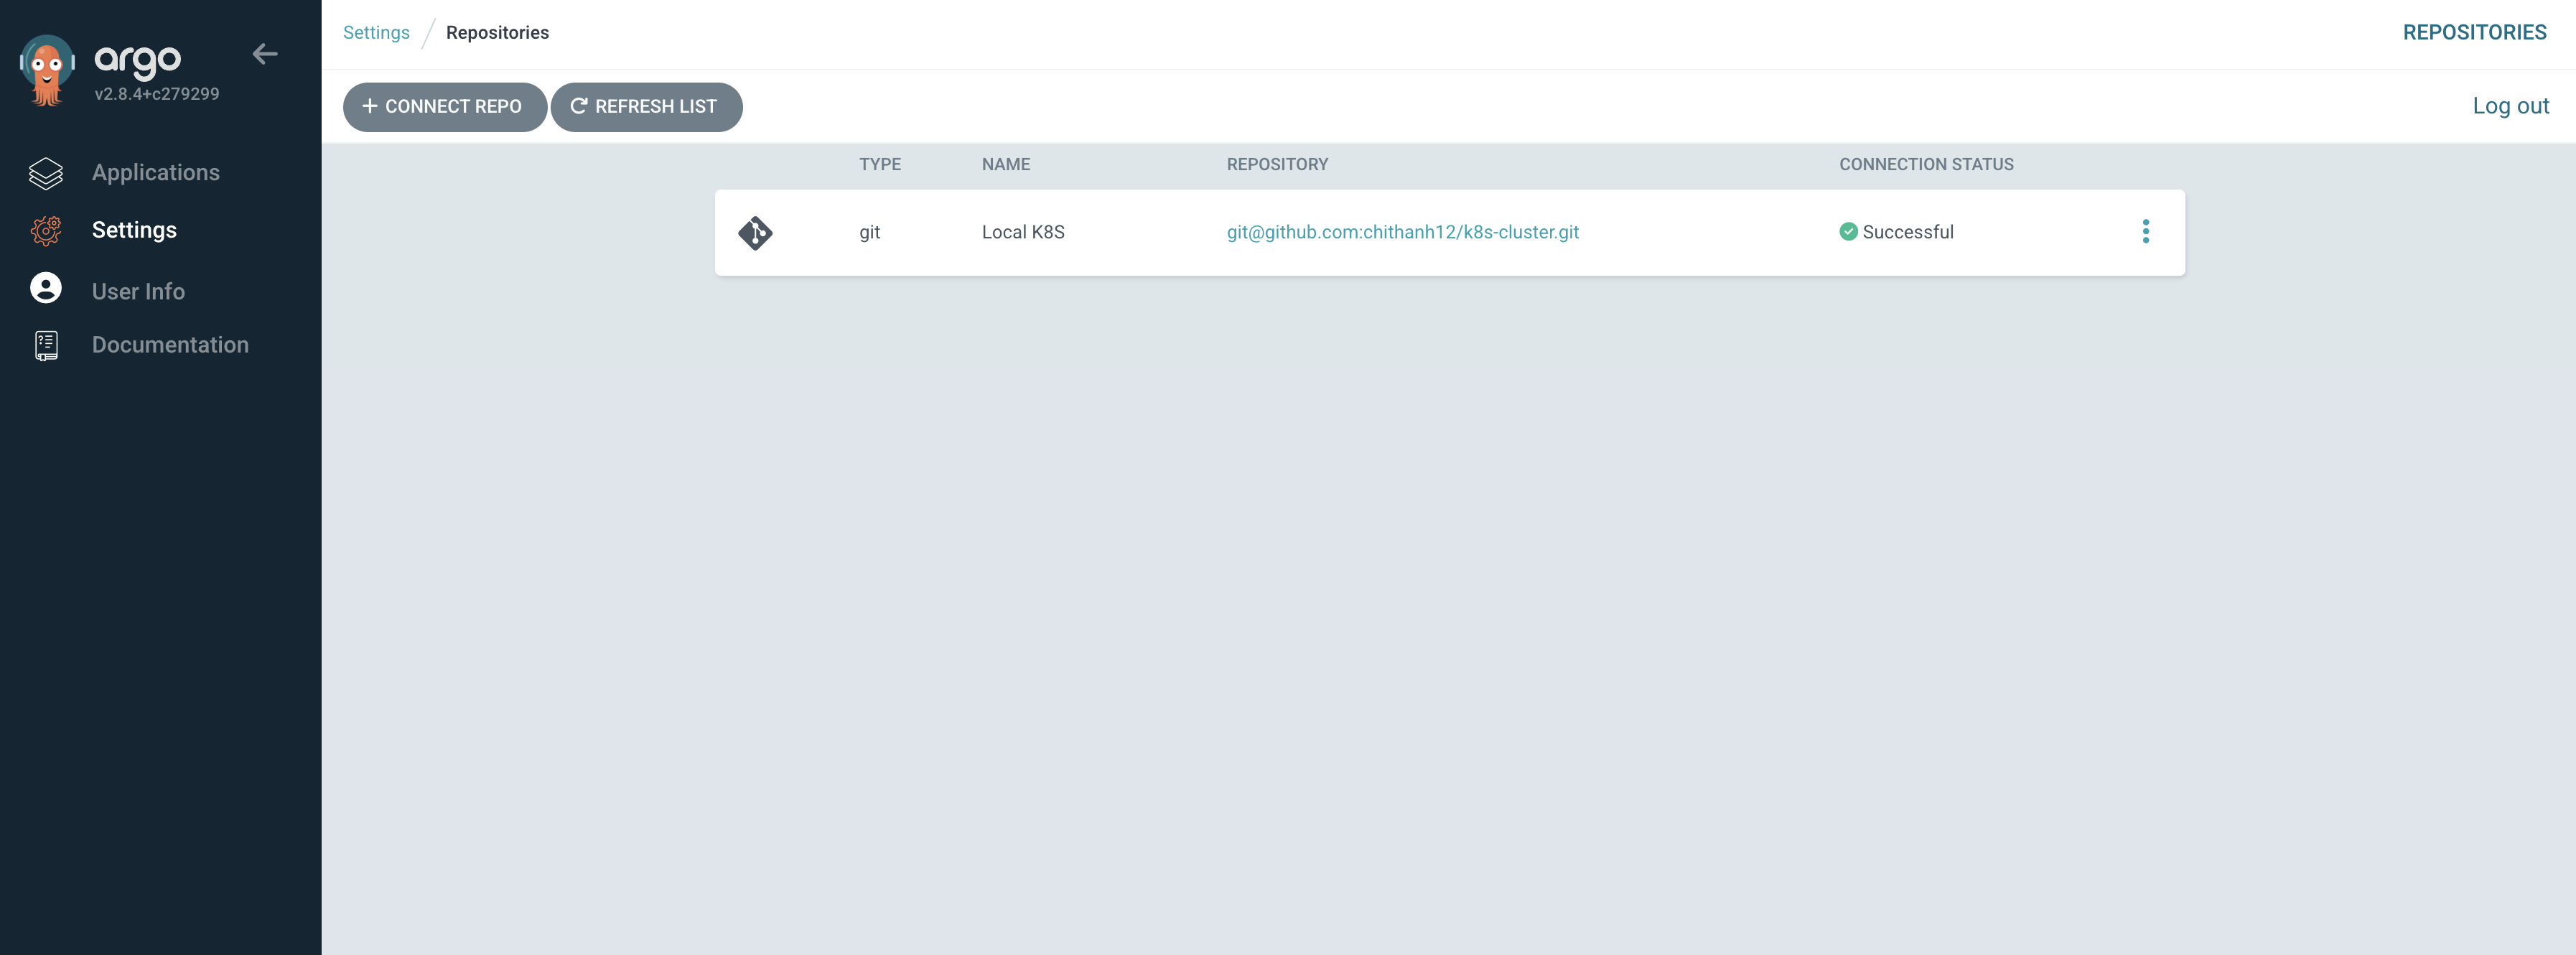 argo
v2.8.4+c279299
Applications
Settings
User Info
Documentation
Settings / Repositories
REPOSITORIES
+ CONNECT REPO
REFRESH LIST
Log out
TYPE NAME REPOSITORY CONNECTION STATUS
git Local K8S git@github.com:chithanh12/k8s-cluster.git Successful